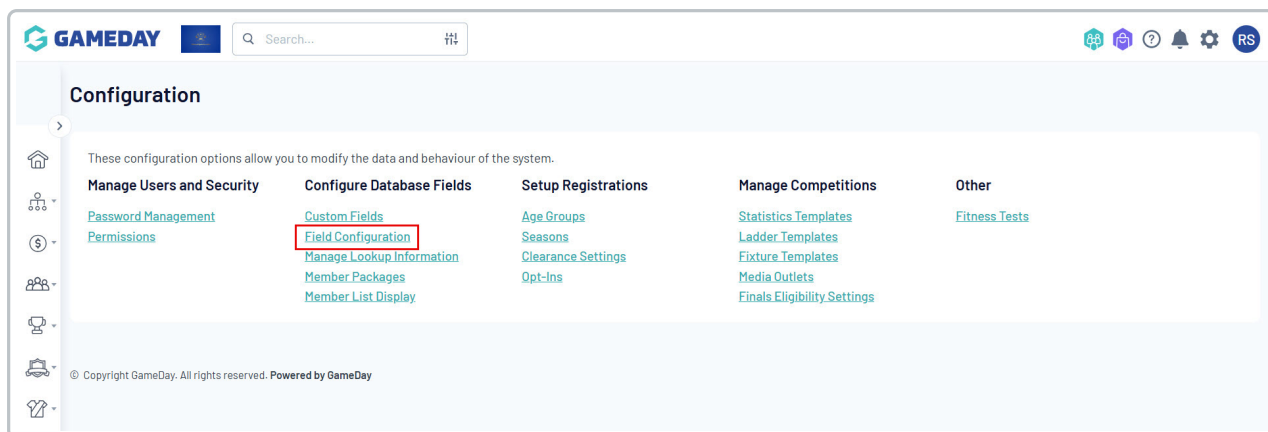 GAMEDAY
Search...
RS
Configuration
These configuration options allow you to modify the data and behaviour of the system.
Manage Users and Security
Password Management
Permissions
Configure Database Fields
Custom Fields
Field Configuration
Manage Lookup Information
Member Packages
Member List Display
Setup Registrations
Age Groups
Seasons
Clearance Settings
Opt-Ins
Manage Competitions
Statistics Templates
Ladder Templates
Fixture Templates
Media Outlets
Finals Eligibility Settings
Other
Fitness Tests
© Copyright GameDay. All rights reserved. Powered by GameDay